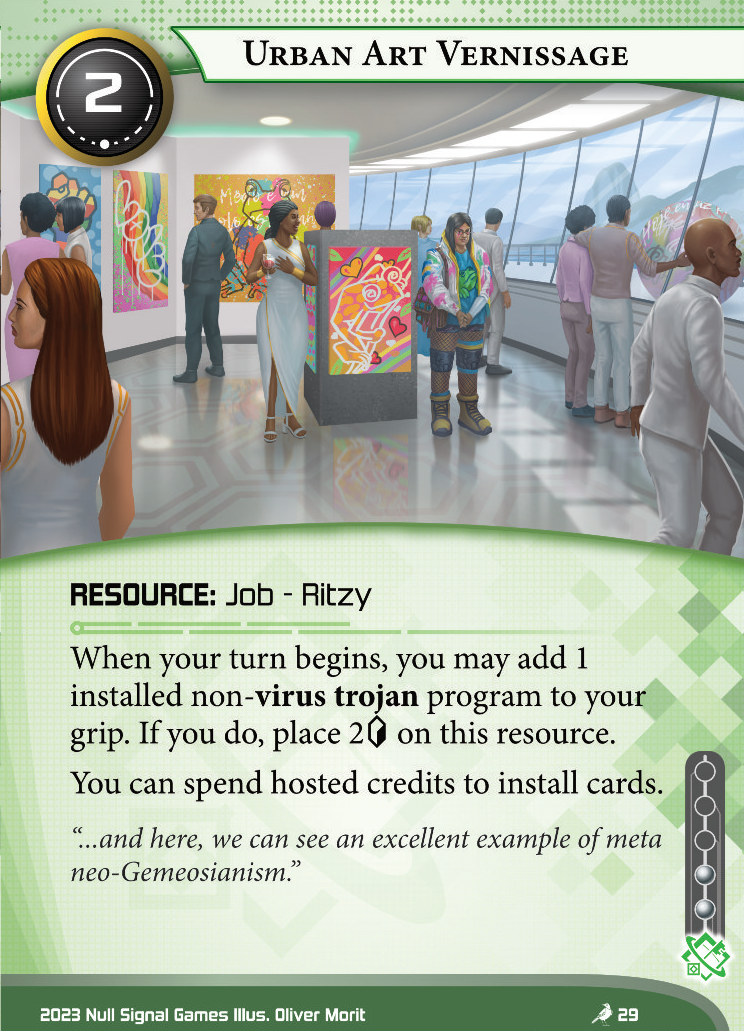 Urban Art Vernissage
2
RESOURCE: Job - Ritzy
When your turn begins, you may add 1
installed non-virus trojan program to your
grip. If you do, place 2 on this resource.
You can spend hosted credits to install cards.
“...and here, we can see an excellent example of meta
neo-Gemeosianism.”
2023 Null Signal Games Illus. Oliver Morit
29